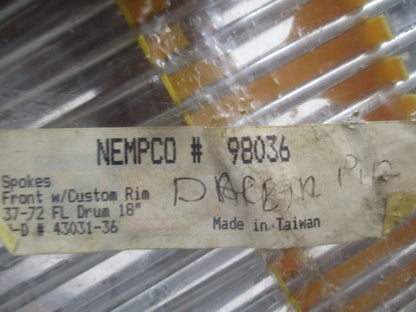 NEMPCO # 98036
Spokes
Front w/Custom Rim
37-72 FL Drum 18"
-D # 43031-36
Made in Taiwan